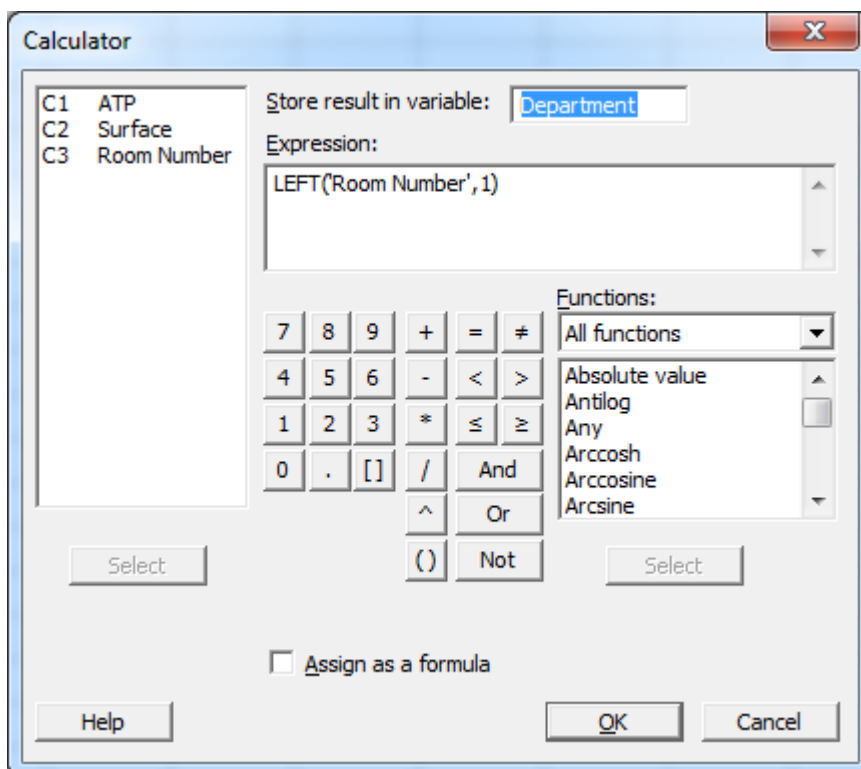 Calculator
C1 ATP
C2 Surface
C3 Room Number
Store result in variable: Department
Expression:
LEFT('Room Number',1)
Functions:
All functions
7 8 9 + = ≠
4 5 6 - < >
1 2 3 * ≤ ≥
0 . [] / And
^ Or
() Not
Absolute value
Antilog
Any
Arccosh
Arccosine
Arcsine
Select
Select
Assign as a formula
Help
OK
Cancel